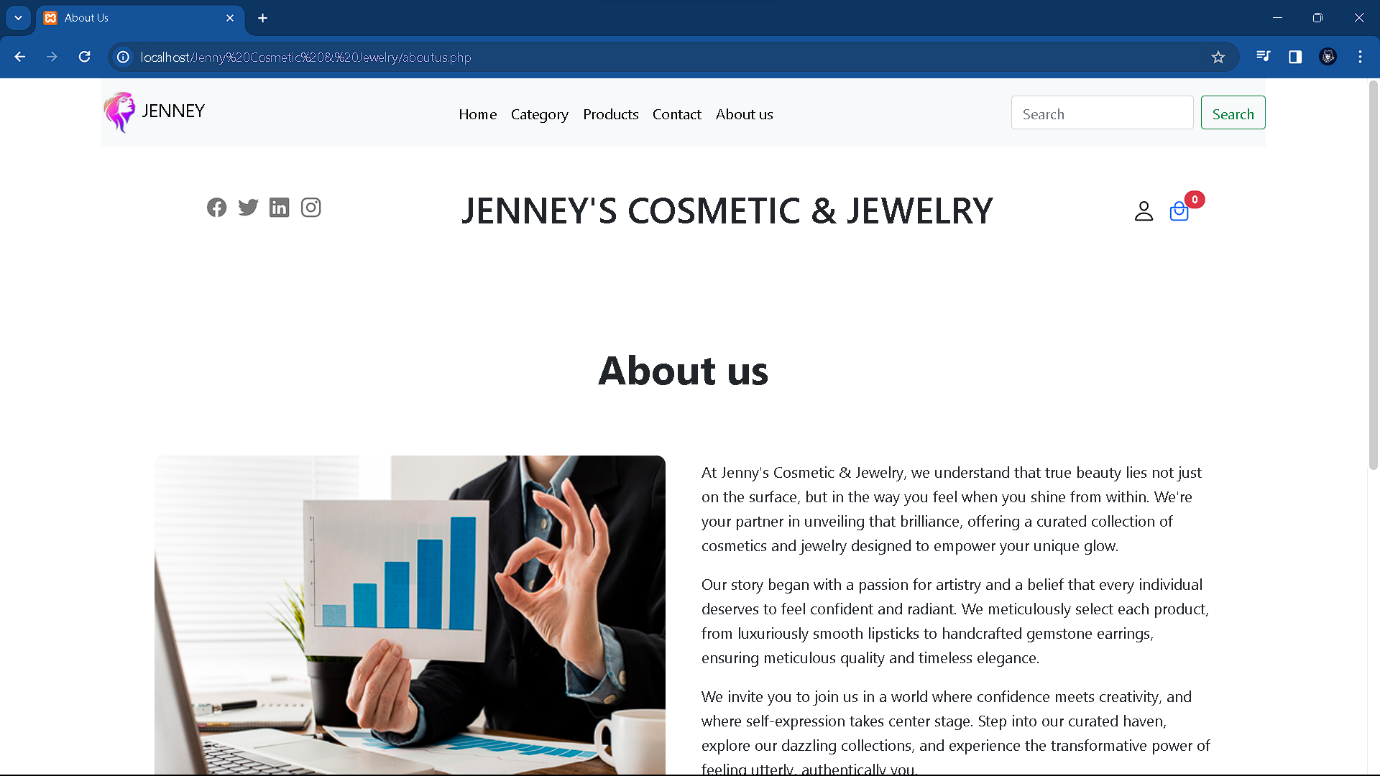 About Us
localhost/Jenny%20Cosmetic%20&%20Jewelry/aboutus.php
JENNEY
Home Category Products Contact About us
Search
Search
JENNEY'S COSMETIC & JEWELRY
0
About us
At Jenny's Cosmetic & Jewelry, we understand that true beauty lies not just
on the surface, but in the way you feel when you shine from within. We're
your partner in unveiling that brilliance, offering a curated collection of
cosmetics and jewelry designed to empower your unique glow.
Our story began with a passion for artistry and a belief that every individual
deserves to feel confident and radiant. We meticulously select each product,
from luxuriously smooth lipsticks to handcrafted gemstone earrings,
ensuring meticulous quality and timeless elegance.
We invite you to join us in a world where confidence meets creativity, and
where self-expression takes center stage. Step into our curated haven,
explore our dazzling collections, and experience the transformative power of
feeling utterly, authentically you.